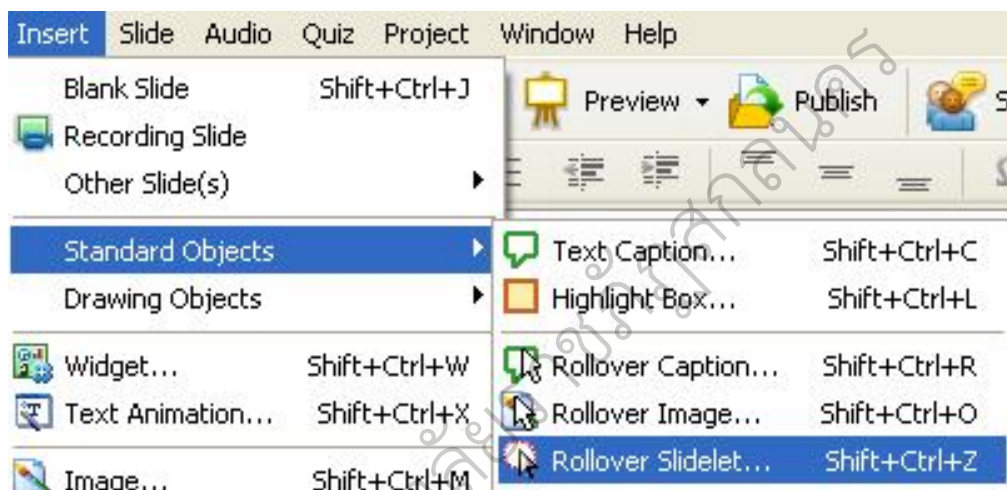 Insert Slide Audio Quiz Project Window Help
Blank Slide Shift+Ctrl+J
Recording Slide
Other Slide(s)
Preview Publish S
Standard Objects
Drawing Objects
Widget... Shift+Ctrl+W
Text Animation... Shift+Ctrl+X
Image... Shift+Ctrl+M
Text Caption... Shift+Ctrl+C
Highlight Box... Shift+Ctrl+L
Rollover Caption... Shift+Ctrl+R
Rollover Image... Shift+Ctrl+O
Rollover Slidelet... Shift+Ctrl+Z